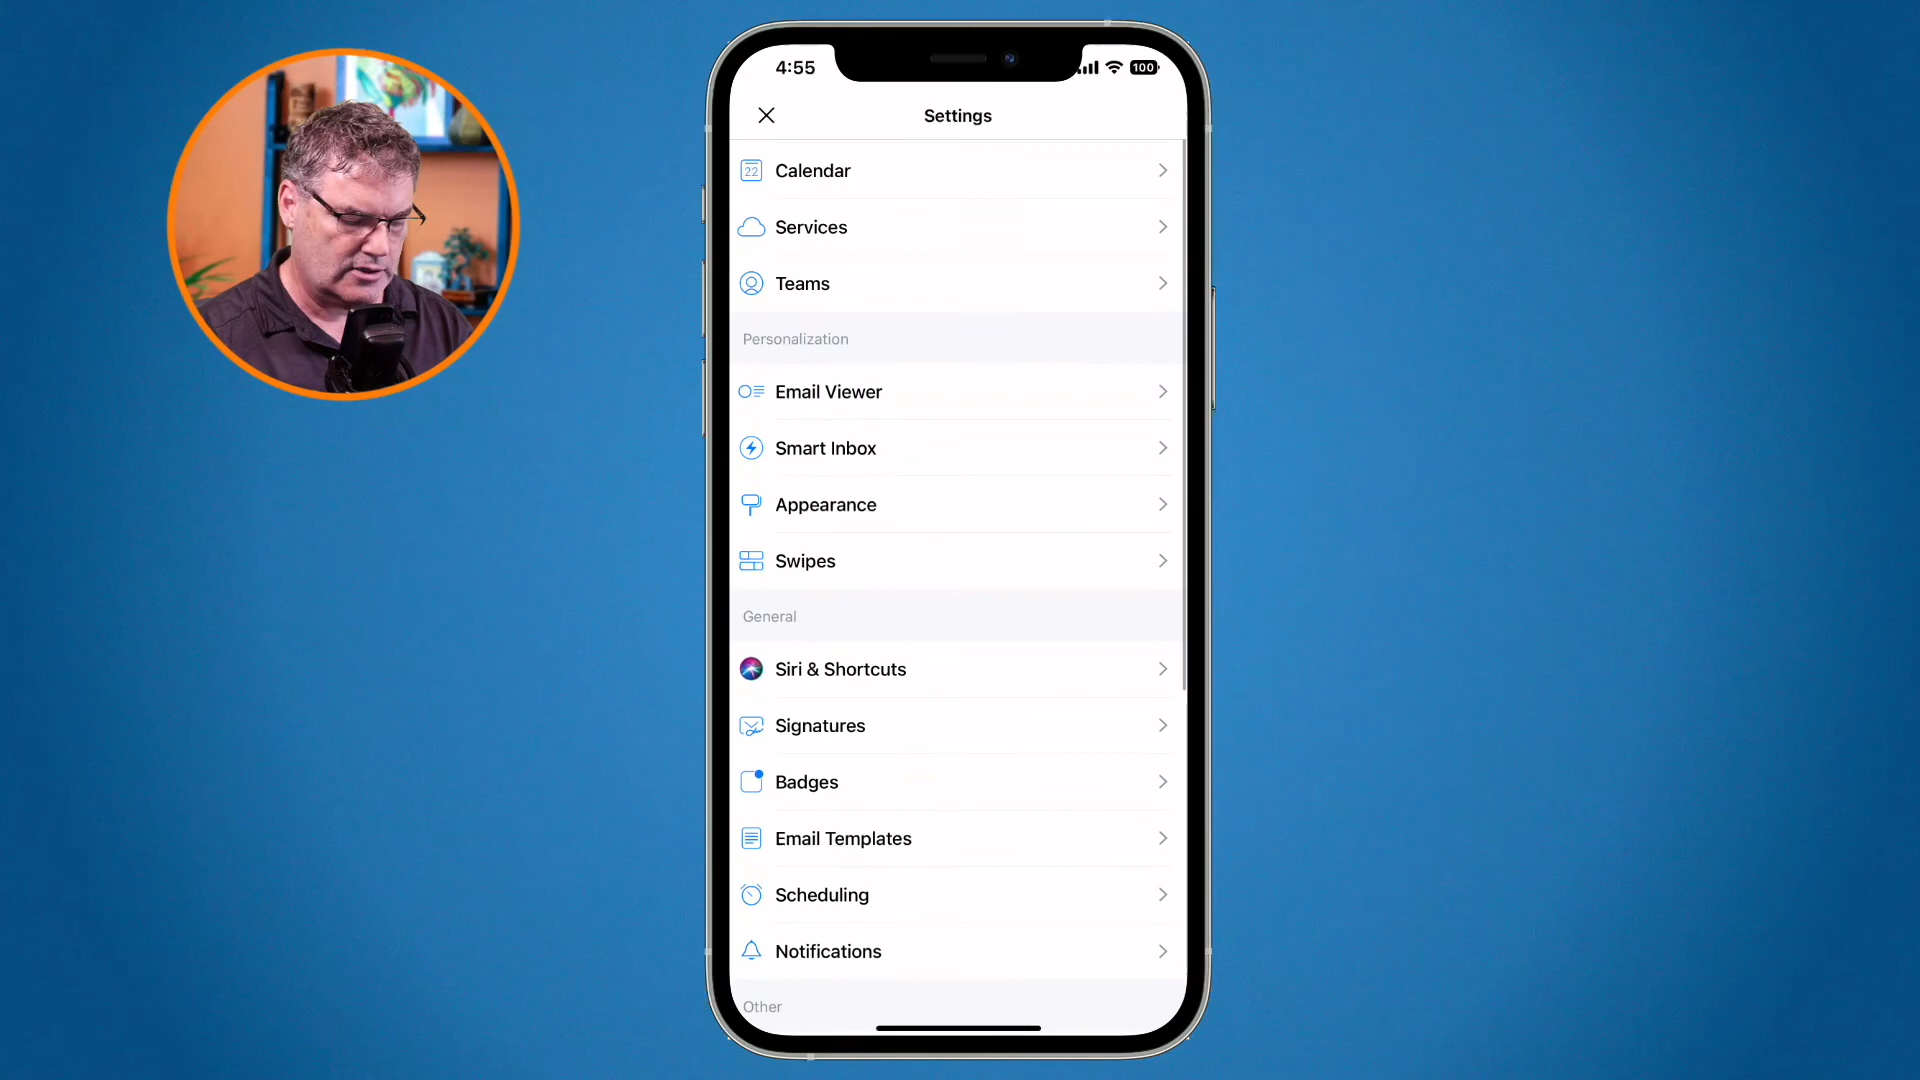 4:55
100
Settings
22
Calendar
Services
Teams
Personalization
Email Viewer
Smart Inbox
Appearance
Swipes
General
Siri & Shortcuts
Signatures
Badges
Email Templates
Scheduling
Notifications
Other